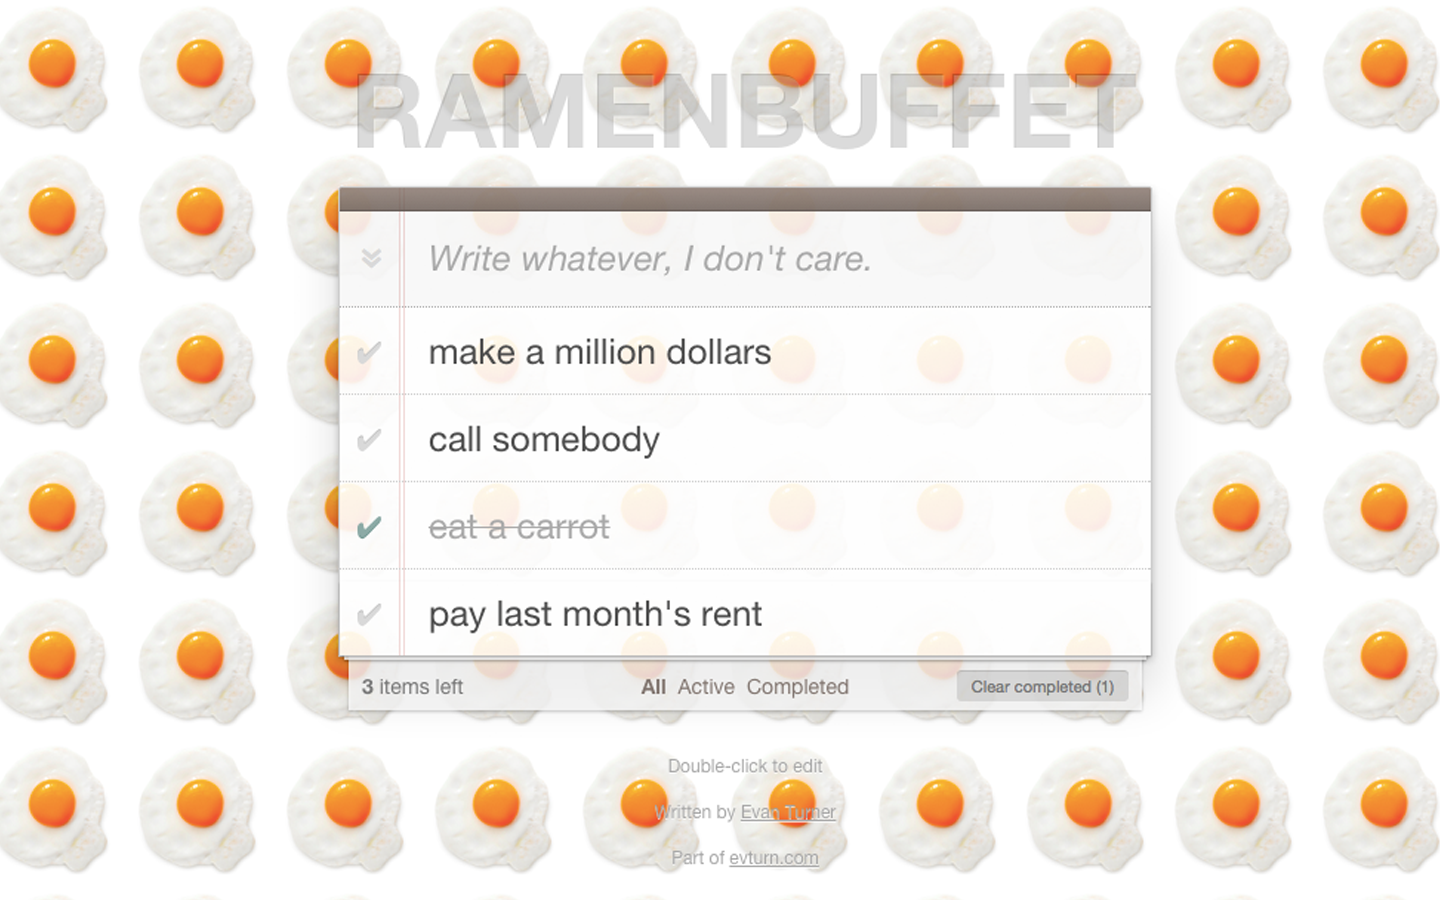 RAMENBUFFET
Write whatever, I don't care.
make a million dollars
call somebody
eat a carrot
pay last month's rent
3 items left All Active Completed Clear completed (1)
Double-click to edit
Written by Evan Turner
Part of evturn.com